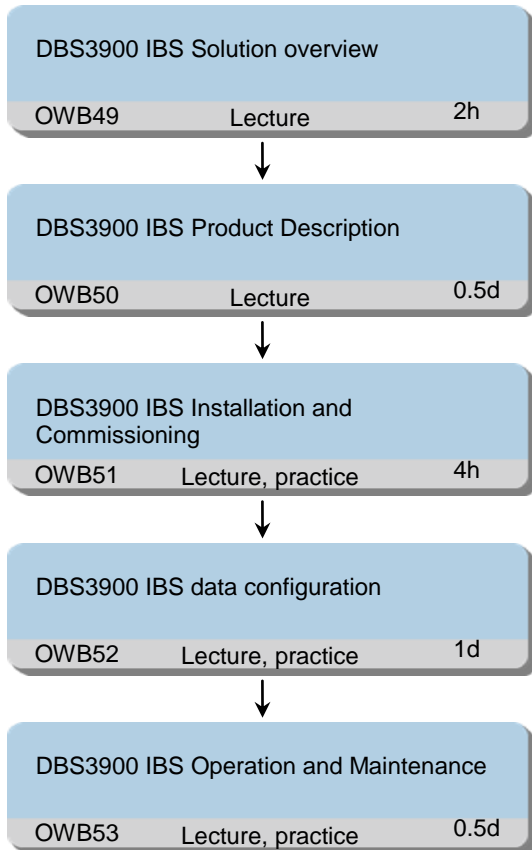 DBS3900 IBS Solution overview
OWB49 Lecture 2h
DBS3900 IBS Product Description
OWB50 Lecture 0.5d
DBS3900 IBS Installation and
Commissioning
OWB51 Lecture, practice 4h
DBS3900 IBS data configuration
OWB52 Lecture, practice 1d
DBS3900 IBS Operation and Maintenance
OWB53 Lecture, practice 0.5d